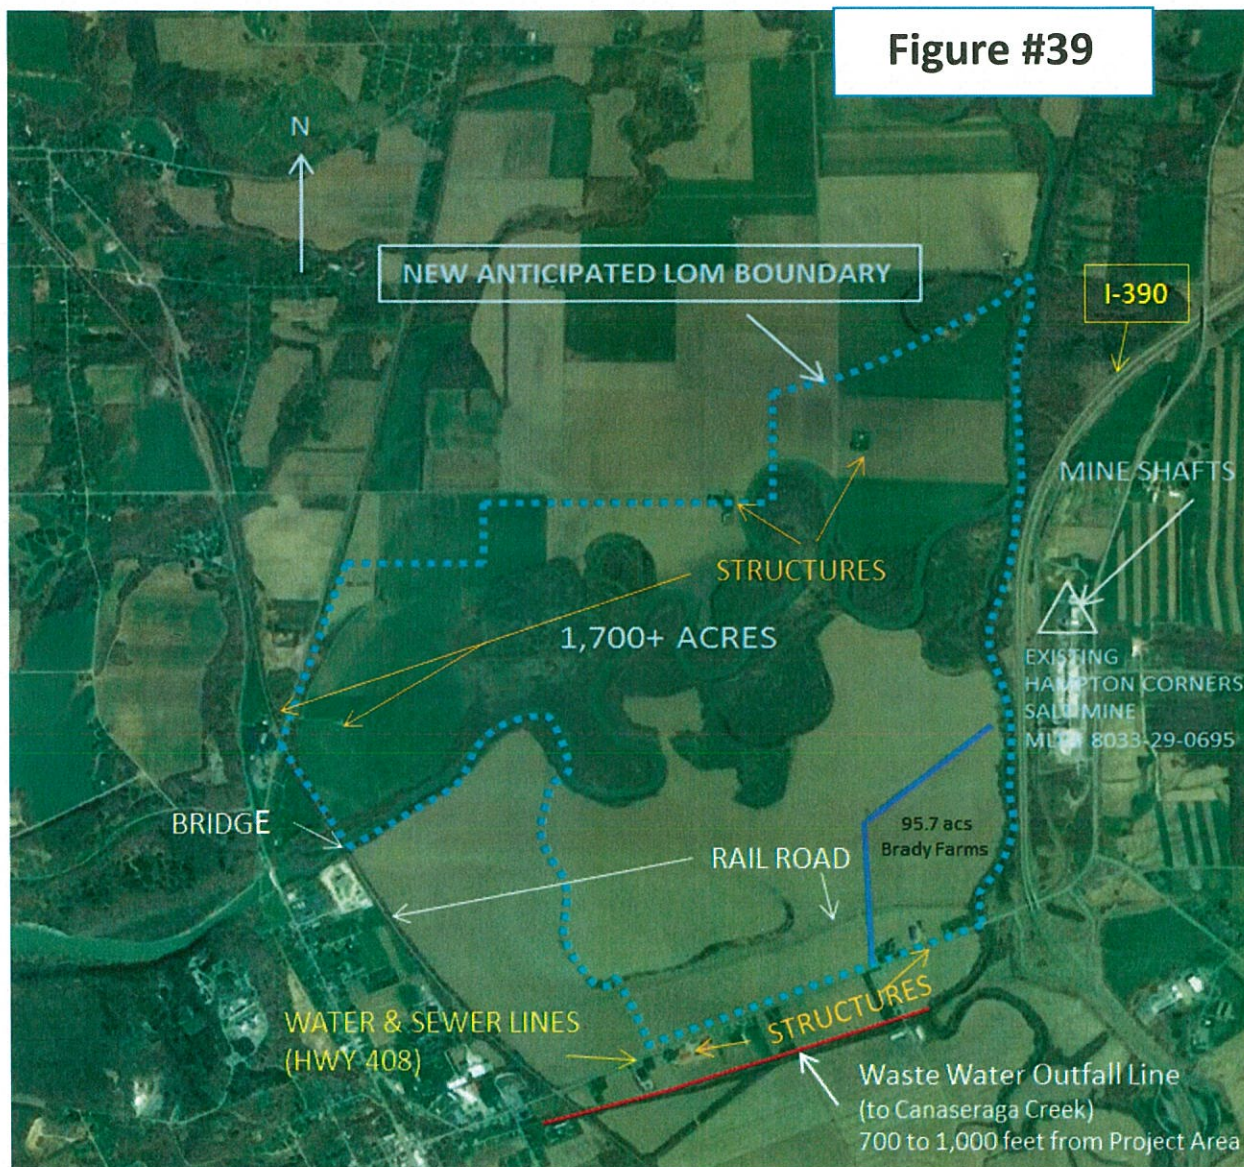 Figure #39
N
NEW ANTICIPATED LOM BOUNDARY
I-390
MINE SHAFTS
STRUCTURES
1,700+ ACRES
EXISTING
HAMPTON CORNERS
SALT MINE
8033-29-0695
BRIDGE
95.7 acs
Brady Farms
RAIL ROAD
STRUCTURES
WATER & SEWER LINES
(HWY 408)
Waste Water Outfall Line
(to Canaseraga Creek)
700 to 1,000 feet from Project Area